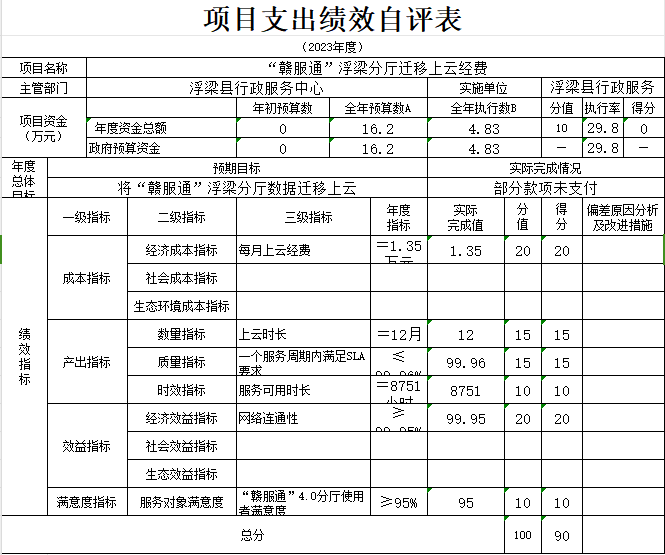 项目支出绩效自评表
（2023年度）
项目名称 “赣服通”浮梁分厅迁移上云经费
主管部门 浮梁县行政服务中心 实施单位 浮梁县行政服务
项目资金（万元） 年初预算数 全年预算数A 全年执行数B 分值 执行率 得分
年度资金总额 0 16.2 4.83 10 29.8 0
政府预算资金 0 16.2 4.83 － 29.8 －
年度总体目标 预期目标 实际完成情况
将“赣服通”浮梁分厅数据迁移上云 部分款项未支付
绩效指标 一级指标 二级指标 三级指标 年度指标 实际完成值 分值 得分 偏差原因分析及改进措施
成本指标 经济成本指标 每月上云经费 ＝1.35万元 1.35 20 20
社会成本指标
生态环境成本指标
产出指标 数量指标 上云时长 ＝12月 12 15 15
质量指标 一个服务周期内满足SLA要求 ≤99.96% 99.96 15 15
时效指标 服务可用时长 ＝8751小时 8751 10 10
效益指标 经济效益指标 网络连通性 ≥99.95% 99.95 20 20
社会效益指标
生态效益指标
满意度指标 服务对象满意度 “赣服通”4.0分厅使用者满意度 ≥95% 95 10 10
总分 100 90